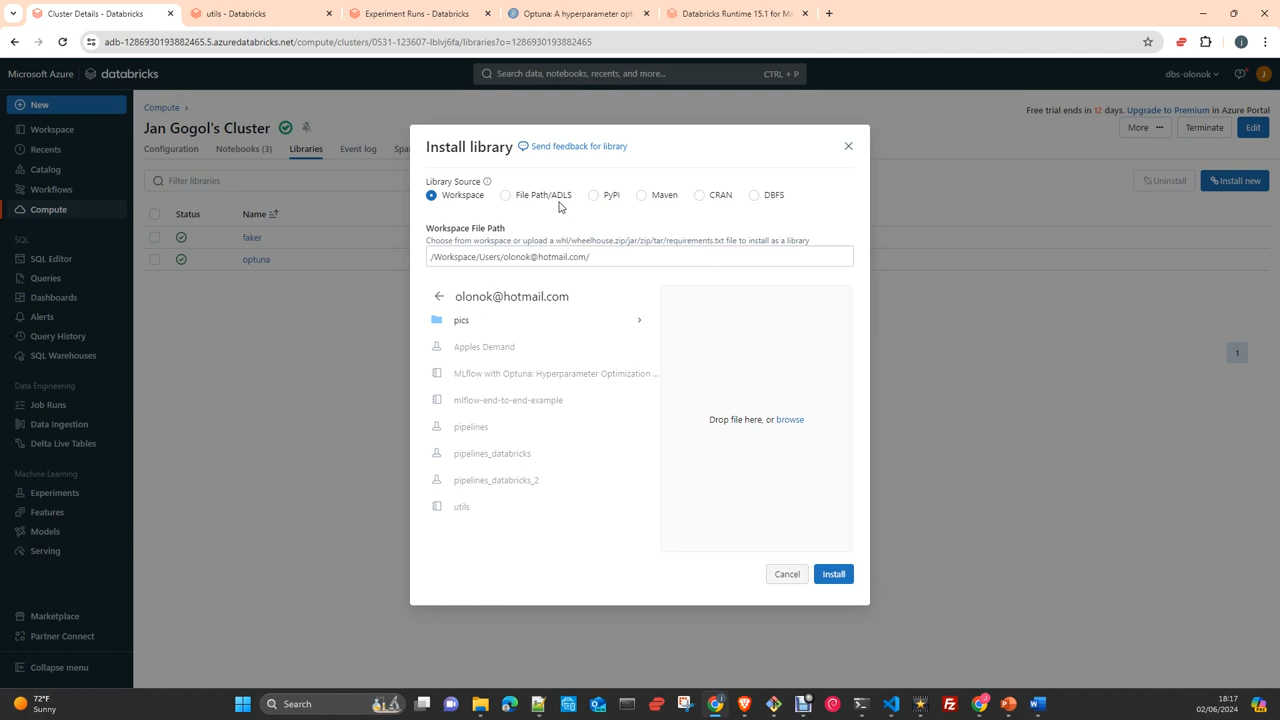 Cluster Details - Databricks
utils - Databricks
Experiment Runs - Databricks
Optuna: A hyperparameter opti
Databricks Runtime 15.1 for Ma
adb-1286930193882465.5.azuredatabricks.net/compute/clusters/0531-123607-lblvj6fa/libraries?o=1286930193882465
Microsoft Azure
databricks
Search data, notebooks, recents, and more...
CTRL + P
dbs-olonok
J
New
Workspace
Recents
Catalog
Workflows
Compute
SQL
SQL Editor
Queries
Dashboards
Alerts
Query History
SQL Warehouses
Data Engineering
Job Runs
Data Ingestion
Delta Live Tables
Machine Learning
Experiments
Features
Models
Serving
Marketplace
Partner Connect
Collapse menu
Compute
Free trial ends in 12 days. Upgrade to Premium in Azure Portal
Jan Gogol's Cluster
More
Terminate
Edit
Configuration
Notebooks (3)
Libraries
Event log
Spar
Filter libraries
Uninstall
Install new
Status
Name
faker
optuna
1
Install library
Send feedback for library
Library Source
Workspace
File Path/ADLS
PyPI
Maven
CRAN
DBFS
Workspace File Path
Choose from workspace or upload a whl/wheelhouse.zip/jar/zip/tar/requirements.txt file to install as a library
/Workspace/Users/olonok@hotmail.com/
olonok@hotmail.com
pics
Apples Demand
MLflow with Optuna: Hyperparameter Optimization ...
mlflow-end-to-end-example
pipelines
pipelines_databricks
pipelines_databricks_2
utils
Drop file here, or browse
Cancel
Install
72°F
Sunny
Search
18:17
02/06/2024